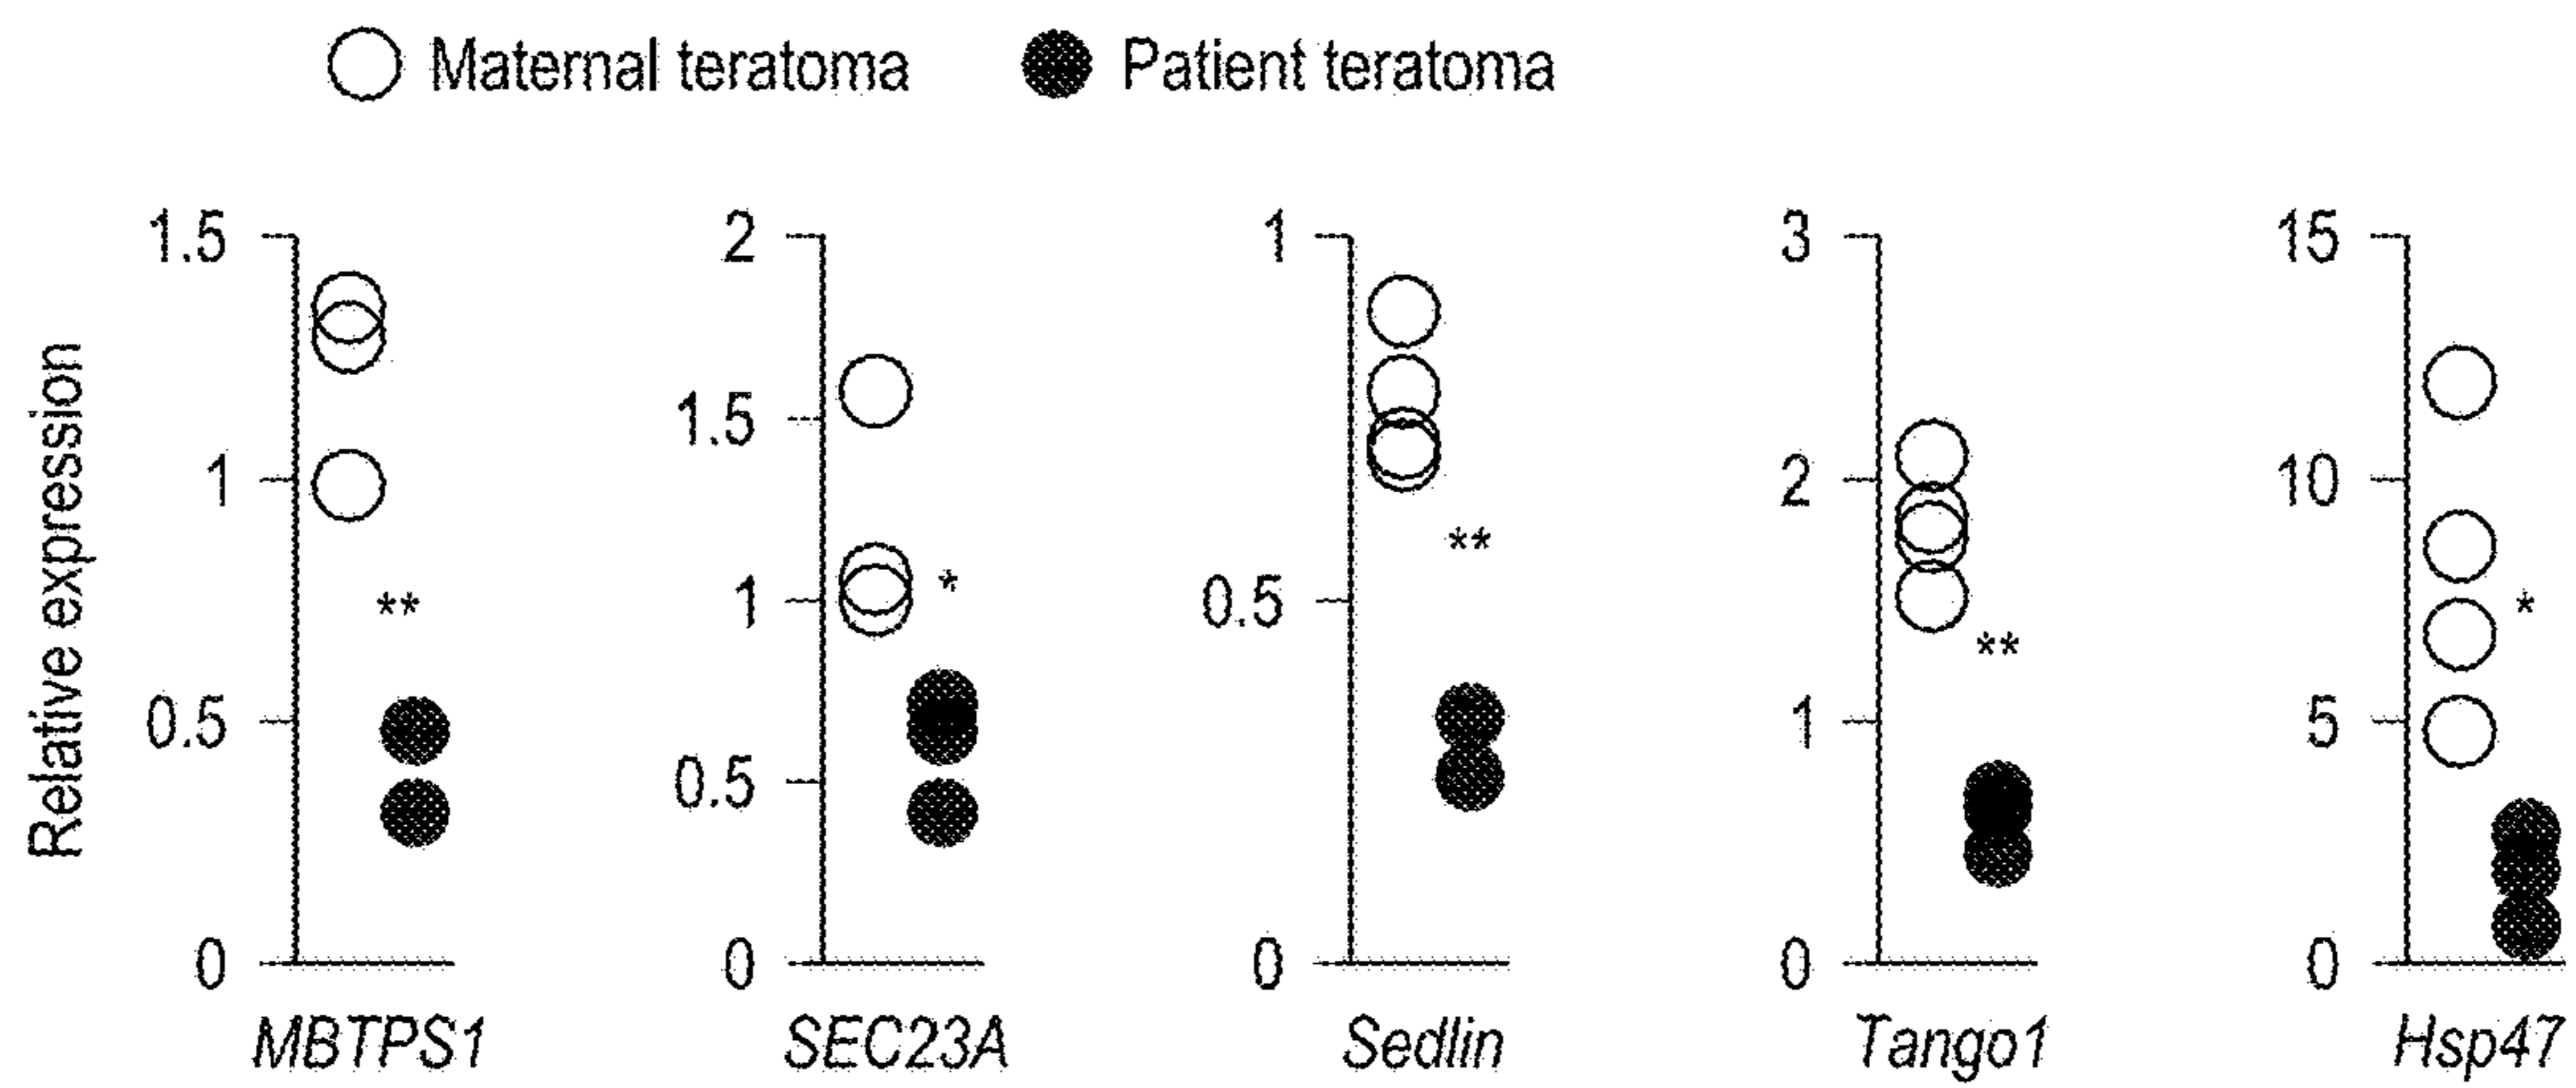 Maternal teratoma Patient teratoma
Relative expression
1.5 2 1 3 15
1.5
1 2 10
1 0.5
0.5 1 5
0.5
0 0 0 0 0
** * ** ** *
MBTPS1 SEC23A Sedlin Tango1 Hsp47